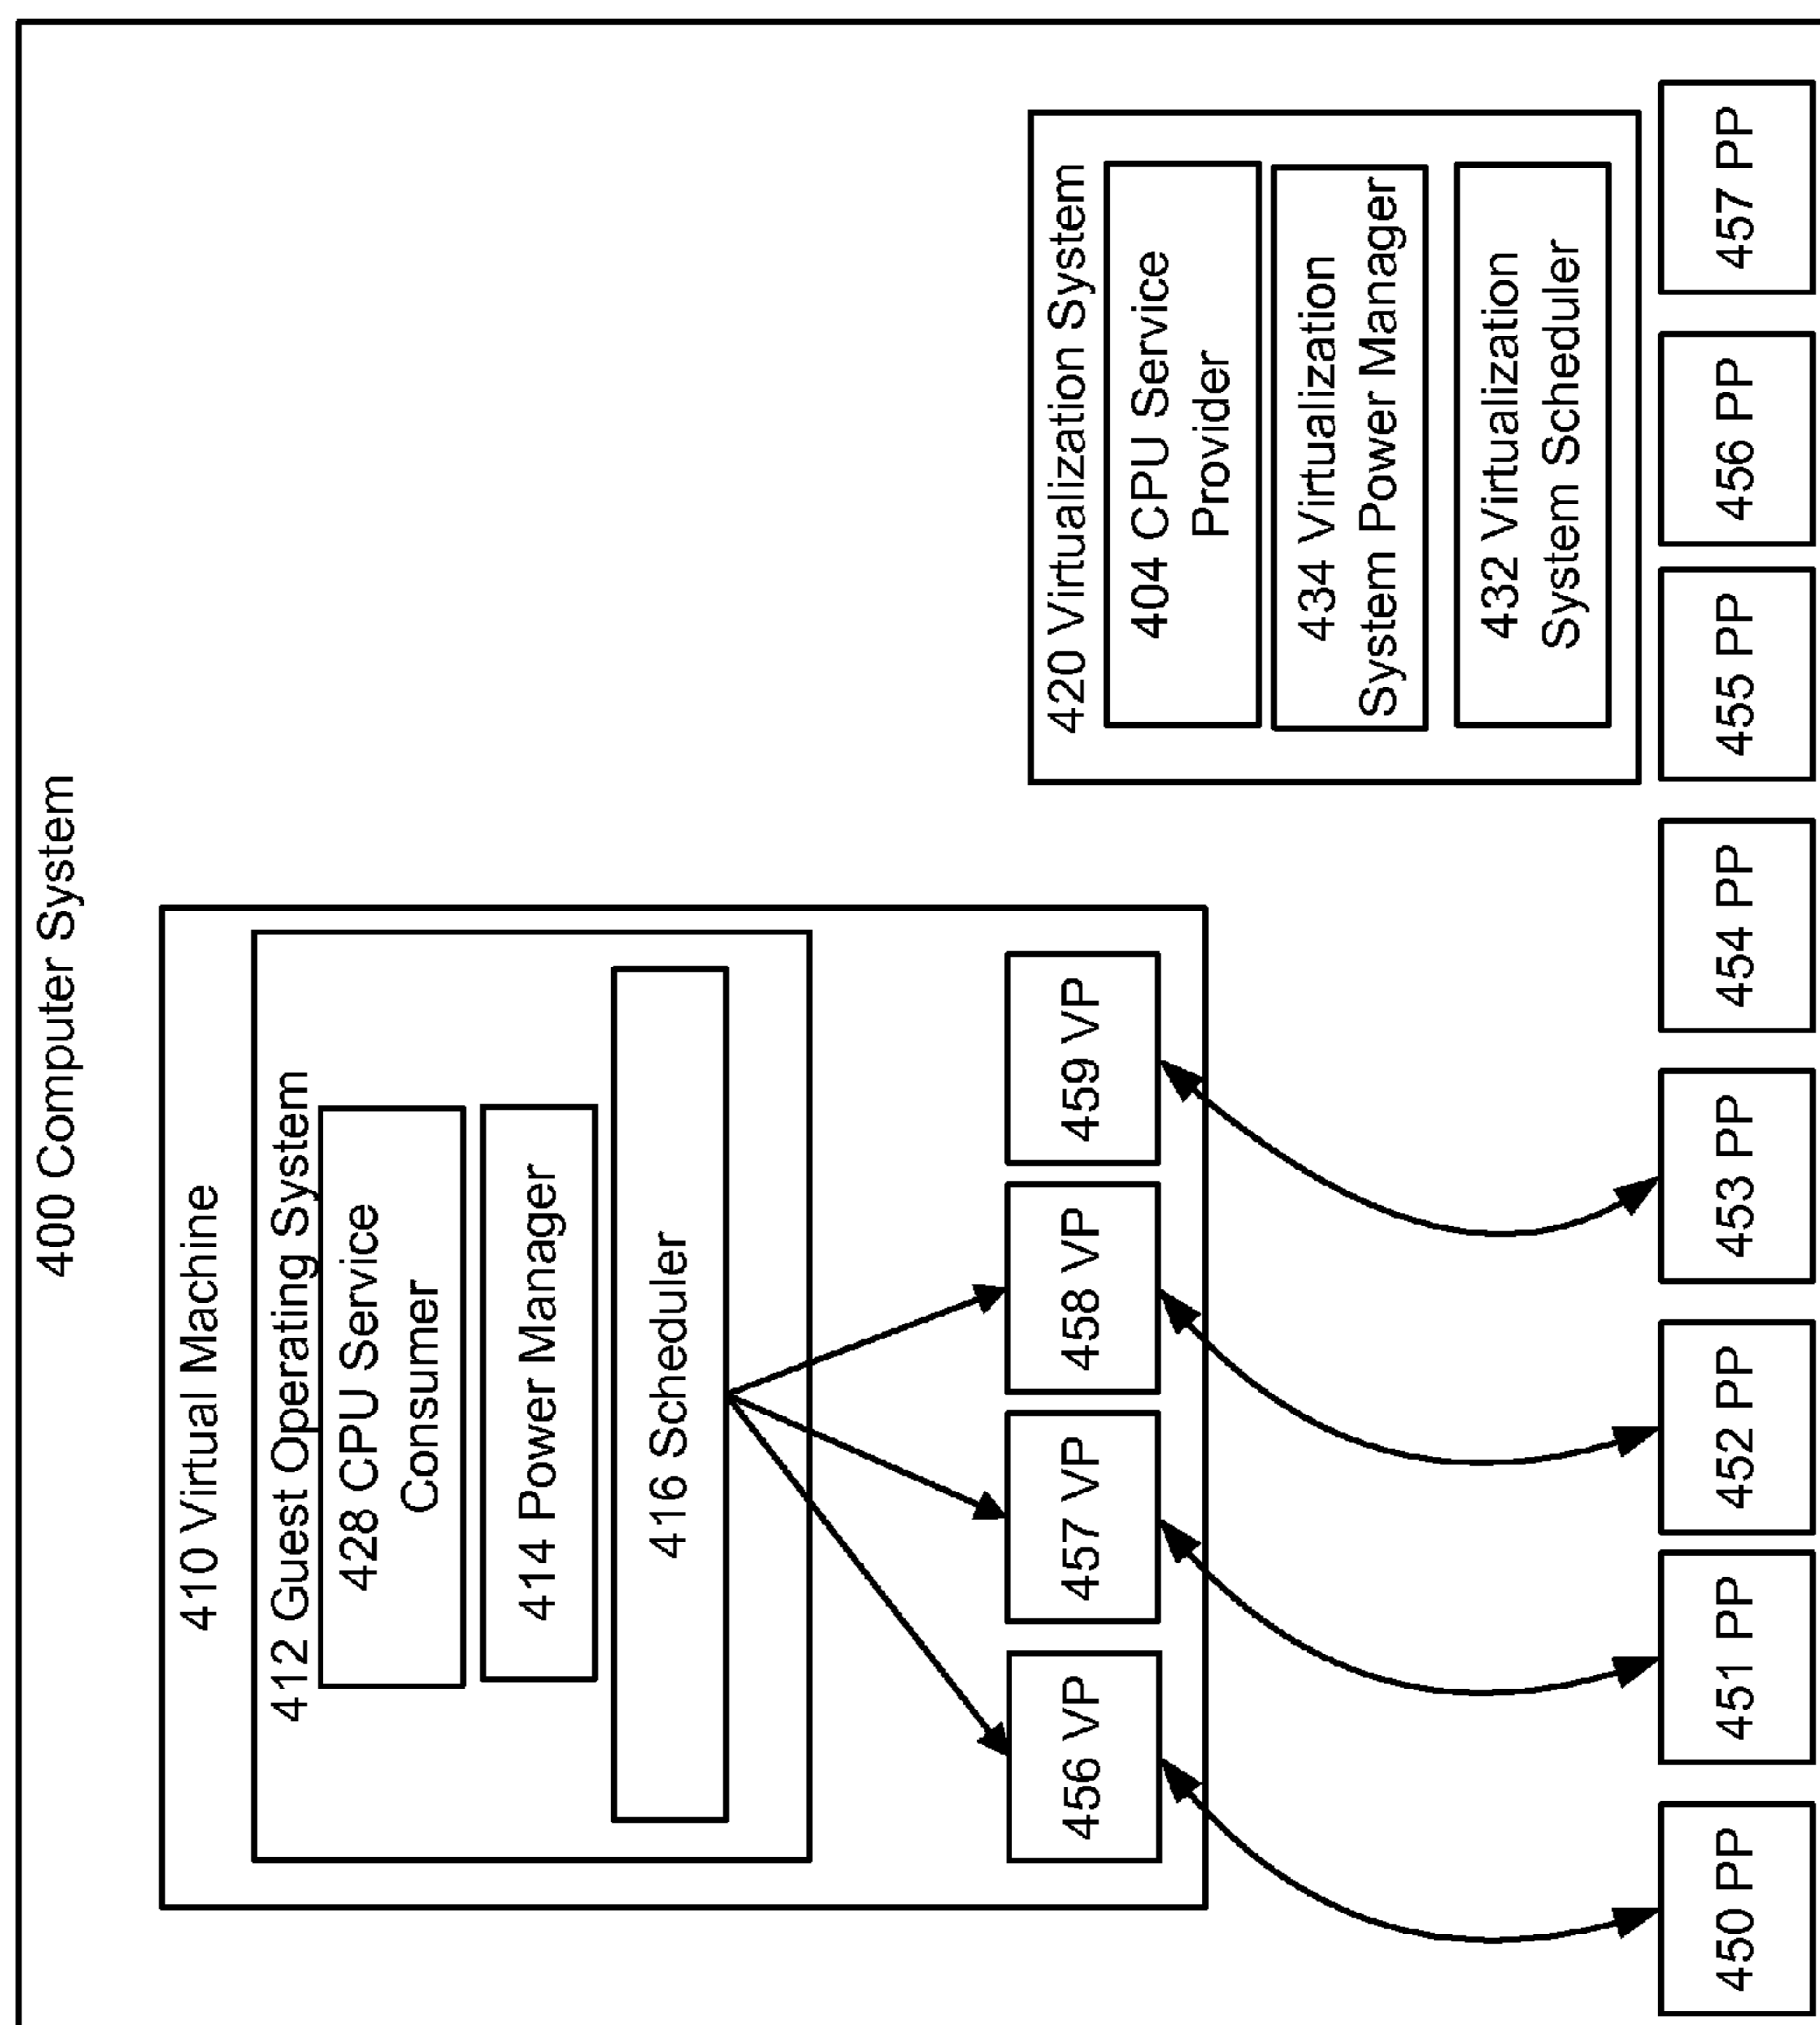 400 Computer System
410 Virtual Machine
412 Guest Operating System
428 CPU Service
Consumer
414 Power Manager
416 Scheduler
456 VP
457 VP
458 VP
459 VP
420 Virtualization System
404 CPU Service
Provider
434 Virtualization
System Power Manager
432 Virtualization
System Scheduler
450 PP
451 PP
452 PP
453 PP
454 PP
455 PP
456 PP
457 PP